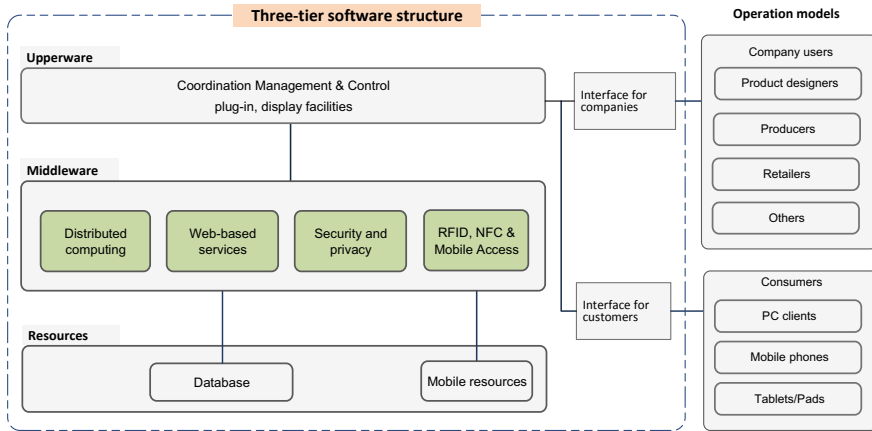 Three-tier software structure
Operation models
Upperware
Coordination Management & Control
plug-in, display facilities
Interface for
companies
Company users
Product designers
Producers
Retailers
Others
Middleware
Distributed
computing
Web-based
services
Security and
privacy
RFID, NFC &
Mobile Access
Interface for
customers
Consumers
PC clients
Mobile phones
Tablets/Pads
Resources
Database
Mobile resources